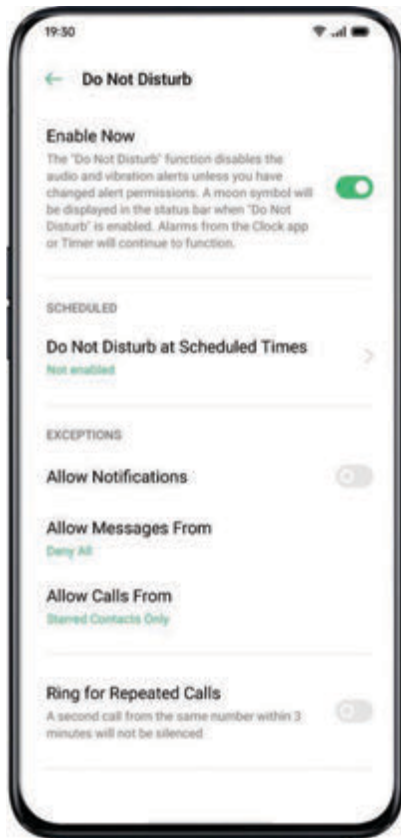 19:30
Do Not Disturb
Enable Now
The "Do Not Disturb" function disables the
audio and vibration alerts unless you have
changed alert permissions. A moon symbol will
be displayed in the status bar when "Do Not
Disturb" is enabled. Alarms from the Clock app
or Timer will continue to function.
SCHEDULED
Do Not Disturb at Scheduled Times
Not enabled
EXCEPTIONS
Allow Notifications
Allow Messages From
Deny All
Allow Calls From
Starred Contacts Only
Ring for Repeated Calls
A second call from the same number within 3
minutes will not be silenced